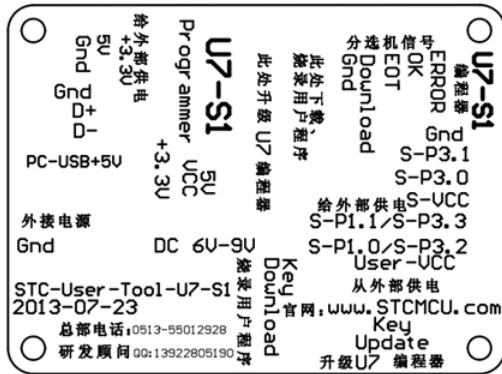 给外部供电
+3.3V
5V
Gnd
Gnd
D+
D-
PC-USB+5V
U7-S1
Programmer
5V
VCC
+3.3V
此处升级 U7 编程器
此处下载、
烧录用户程序
分选机信号
U7-S1
编程器
ERROR
OK
EOT
Download
Gnd
Gnd
S-P3.1
S-P3.0
给外部供电 S-VCC
S-P1.1/S-P3.3
S-P1.0/S-P3.2
User-VCC
外接电源
Gnd
DC 6V-9V
从外部供电
STC-User-Tool-U7-S1
2013-07-23
总部电话:0513-55012928
研发顾问QQ:13922805190
Key
Download
烧录用户程序
官网:www.STCMCU.com
Key
Update
升级U7 编程器